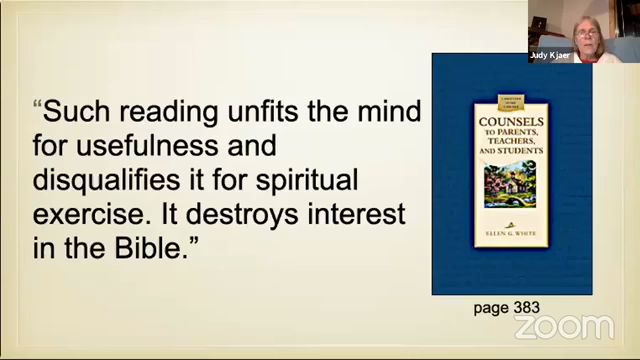 Judy Kjaer
“Such reading unfits the mind
for usefulness and
disqualifies it for spiritual
exercise. It destroys interest
in the Bible.”
COUNSELS
TO PARENTS,
TEACHERS,
AND STUDENTS
ELLEN G. WHITE
page 383
zoom